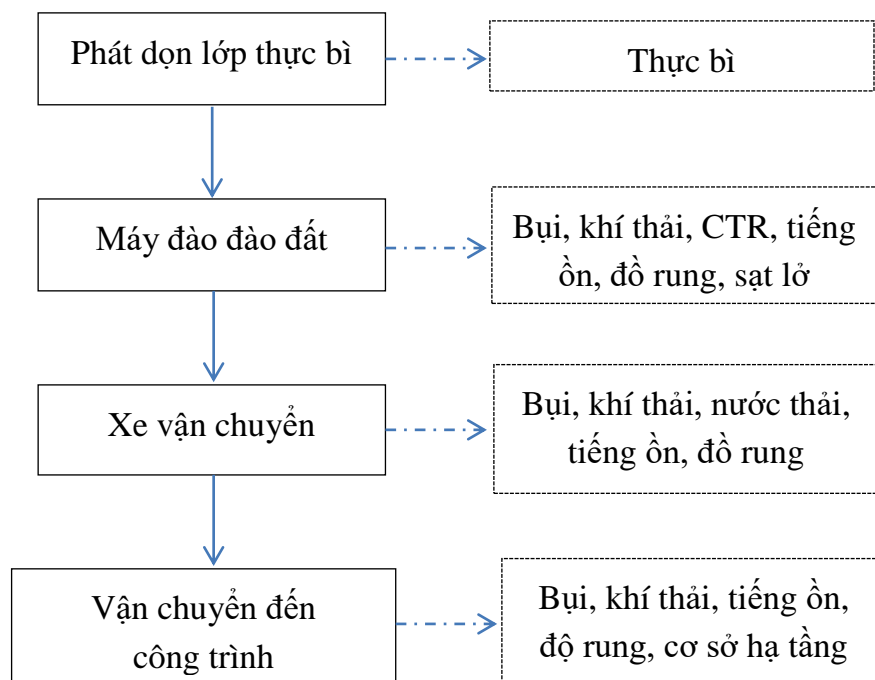 Phát dọn lớp thực bì
Thực bì
Máy đào đào đất
Bụi, khí thải, CTR, tiếng
ồn, đồ rung, sạt lở
Xe vận chuyển
Bụi, khí thải, nước thải,
tiếng ồn, đồ rung
Vận chuyển đến
công trình
Bụi, khí thải, tiếng ồn,
độ rung, cơ sở hạ tầng